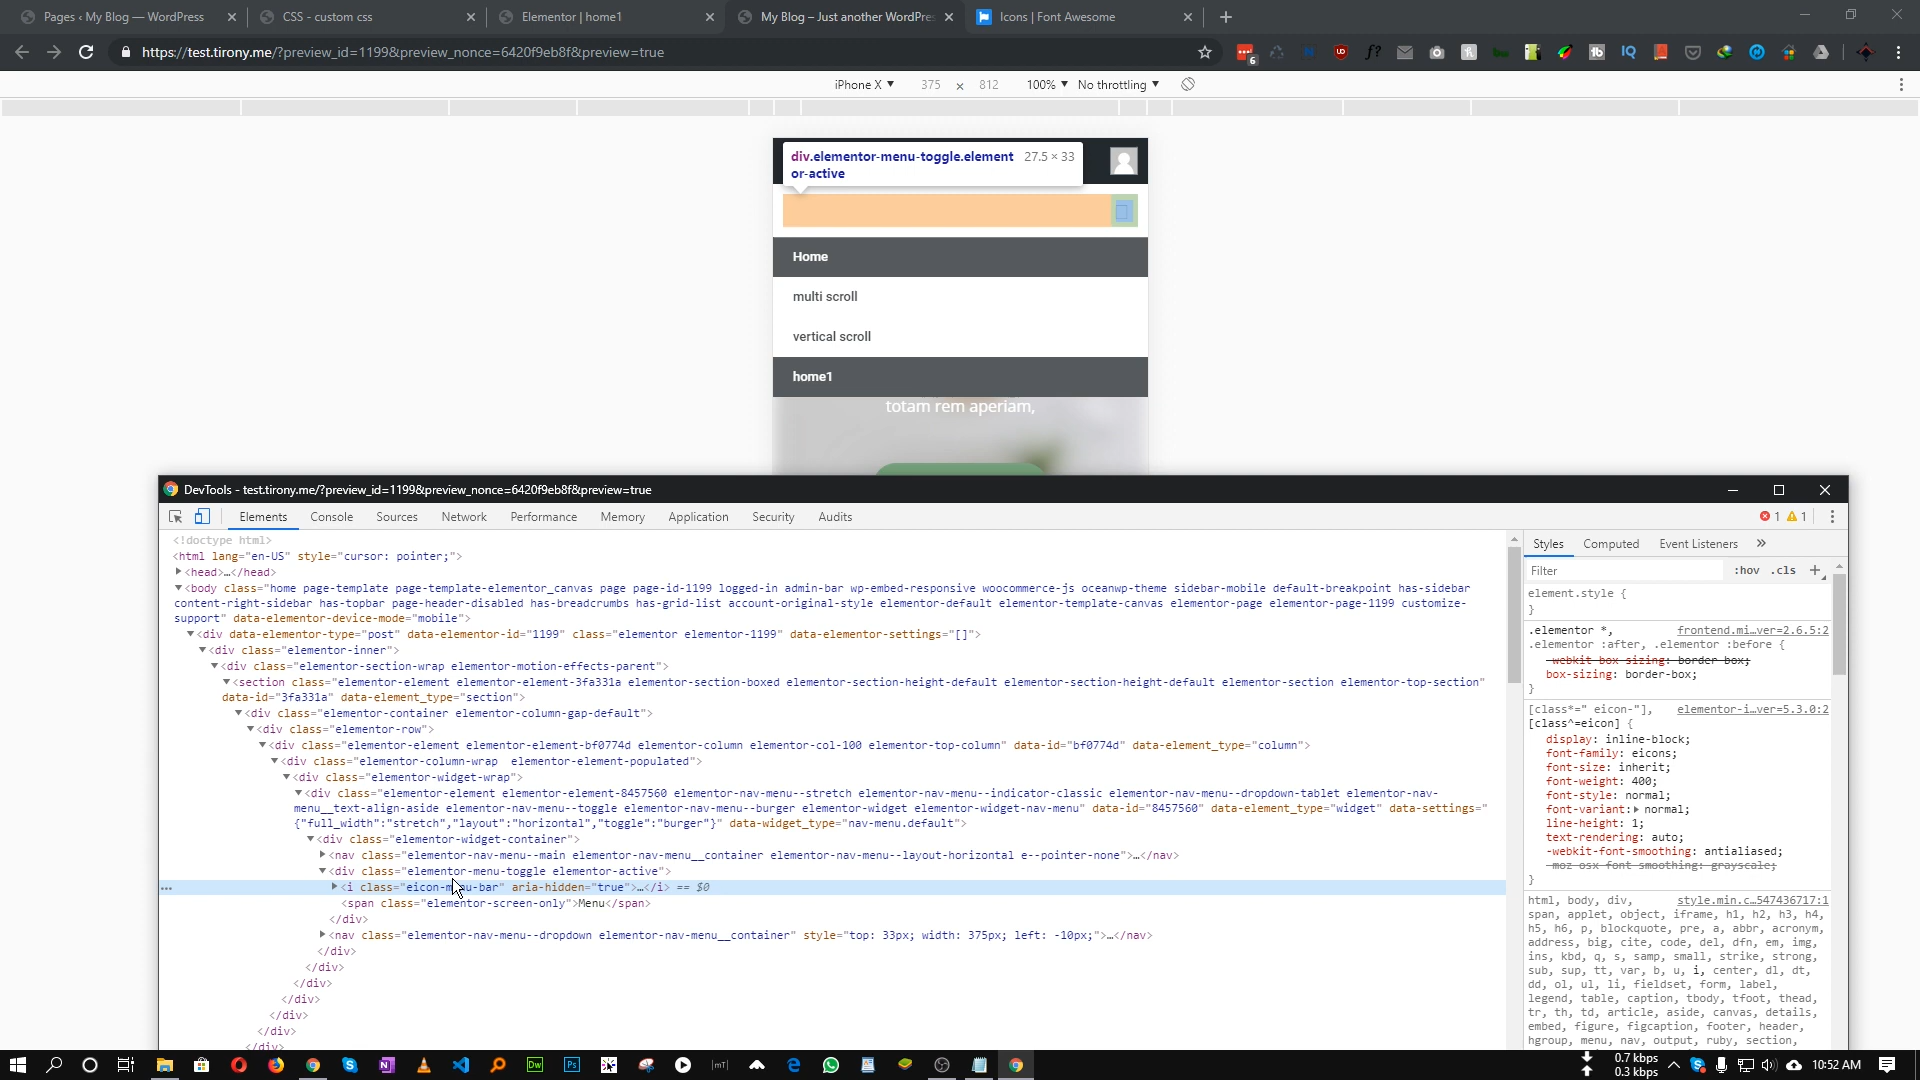 Pages ‹ My Blog — WordPress
CSS - custom css
Elementor | home1
My Blog – Just another WordPres
Icons | Font Awesome
https://test.tirony.me/?preview_id=1199&preview_nonce=6420f9eb8f&preview=true
iPhone X ▼ 375 x 812 100% ▼ No throttling ▼
div.elementor-menu-toggle.element
or-active
27.5 × 33
Home
multi scroll
vertical scroll
home1
totam rem aperiam,
DevTools - test.tirony.me/?preview_id=1199&preview_nonce=6420f9eb8f&preview=true
Elements Console Sources Network Performance Memory Application Security Audits
1 1
<!doctype html>
<html lang="en-US" style="cursor: pointer;">
▶<head>…</head>
▼<body class="home page-template page-template-elementor_canvas page page-id-1199 logged-in admin-bar wp-embed-responsive woocommerce-js oceanwp-theme sidebar-mobile default-breakpoint has-sidebar
content-right-sidebar has-topbar page-header-disabled has-breadcrumbs has-grid-list account-original-style elementor-default elementor-template-canvas elementor-page elementor-page-1199 customize-
support" data-elementor-device-mode="mobile">
▼<div data-elementor-type="post" data-elementor-id="1199" class="elementor elementor-1199" data-elementor-settings="[]">
▼<div class="elementor-inner">
▼<div class="elementor-section-wrap elementor-motion-effects-parent">
▼<section class="elementor-element elementor-element-3fa331a elementor-section-boxed elementor-section-height-default elementor-section-height-default elementor-section elementor-top-section"
data-id="3fa331a" data-element_type="section">
▼<div class="elementor-container elementor-column-gap-default">
▼<div class="elementor-row">
▼<div class="elementor-element elementor-element-bf0774d elementor-column elementor-col-100 elementor-top-column" data-id="bf0774d" data-element_type="column">
▼<div class="elementor-column-wrap  elementor-element-populated">
▼<div class="elementor-widget-wrap">
▼<div class="elementor-element elementor-element-8457560 elementor-nav-menu--stretch elementor-nav-menu--indicator-classic elementor-nav-menu--dropdown-tablet elementor-nav-
menu__text-align-aside elementor-nav-menu--toggle elementor-nav-menu--burger elementor-widget elementor-widget-nav-menu" data-id="8457560" data-element_type="widget" data-settings="
{"full_width":"stretch","layout":"horizontal","toggle":"burger"}" data-widget_type="nav-menu.default">
▼<div class="elementor-widget-container">
▶<nav class="elementor-nav-menu--main elementor-nav-menu__container elementor-nav-menu--layout-horizontal e--pointer-none">…</nav>
▼<div class="elementor-menu-toggle elementor-active">
▶<i class="eicon-menu-bar" aria-hidden="true">…</i> == $0
<span class="elementor-screen-only">Menu</span>
</div>
▶<nav class="elementor-nav-menu--dropdown elementor-nav-menu__container" style="top: 33px; width: 375px; left: -10px;">…</nav>
</div>
</div>
</div>
</div>
</div>
</div>
</div>
Styles Computed Event Listeners »
Filter :hov .cls +
element.style {
}
.elementor *, frontend.mi…ver=2.6.5:2
.elementor :after, .elementor :before {
-webkit-box-sizing: border-box;
box-sizing: border-box;
}
[class*=" eicon-"], elementor-i…ver=5.3.0:2
[class^=eicon] {
display: inline-block;
font-family: eicons;
font-size: inherit;
font-weight: 400;
font-style: normal;
font-variant:▶ normal;
line-height: 1;
text-rendering: auto;
-webkit-font-smoothing: antialiased;
-moz-osx-font-smoothing: grayscale;
}
html, body, div, style.min.c…547436717:1
span, applet, object, iframe, h1, h2, h3, h4,
h5, h6, p, blockquote, pre, a, abbr, acronym,
address, big, cite, code, del, dfn, em, img,
ins, kbd, q, s, samp, small, strike, strong,
sub, sup, tt, var, b, u, i, center, dl, dt,
dd, ol, ul, li, fieldset, form, label,
legend, table, caption, tbody, tfoot, thead,
tr, th, td, article, aside, canvas, details,
embed, figure, figcaption, footer, header,
hgroup, menu, nav, output, ruby, section,
0.7 kbps
0.3 kbps
10:52 AM